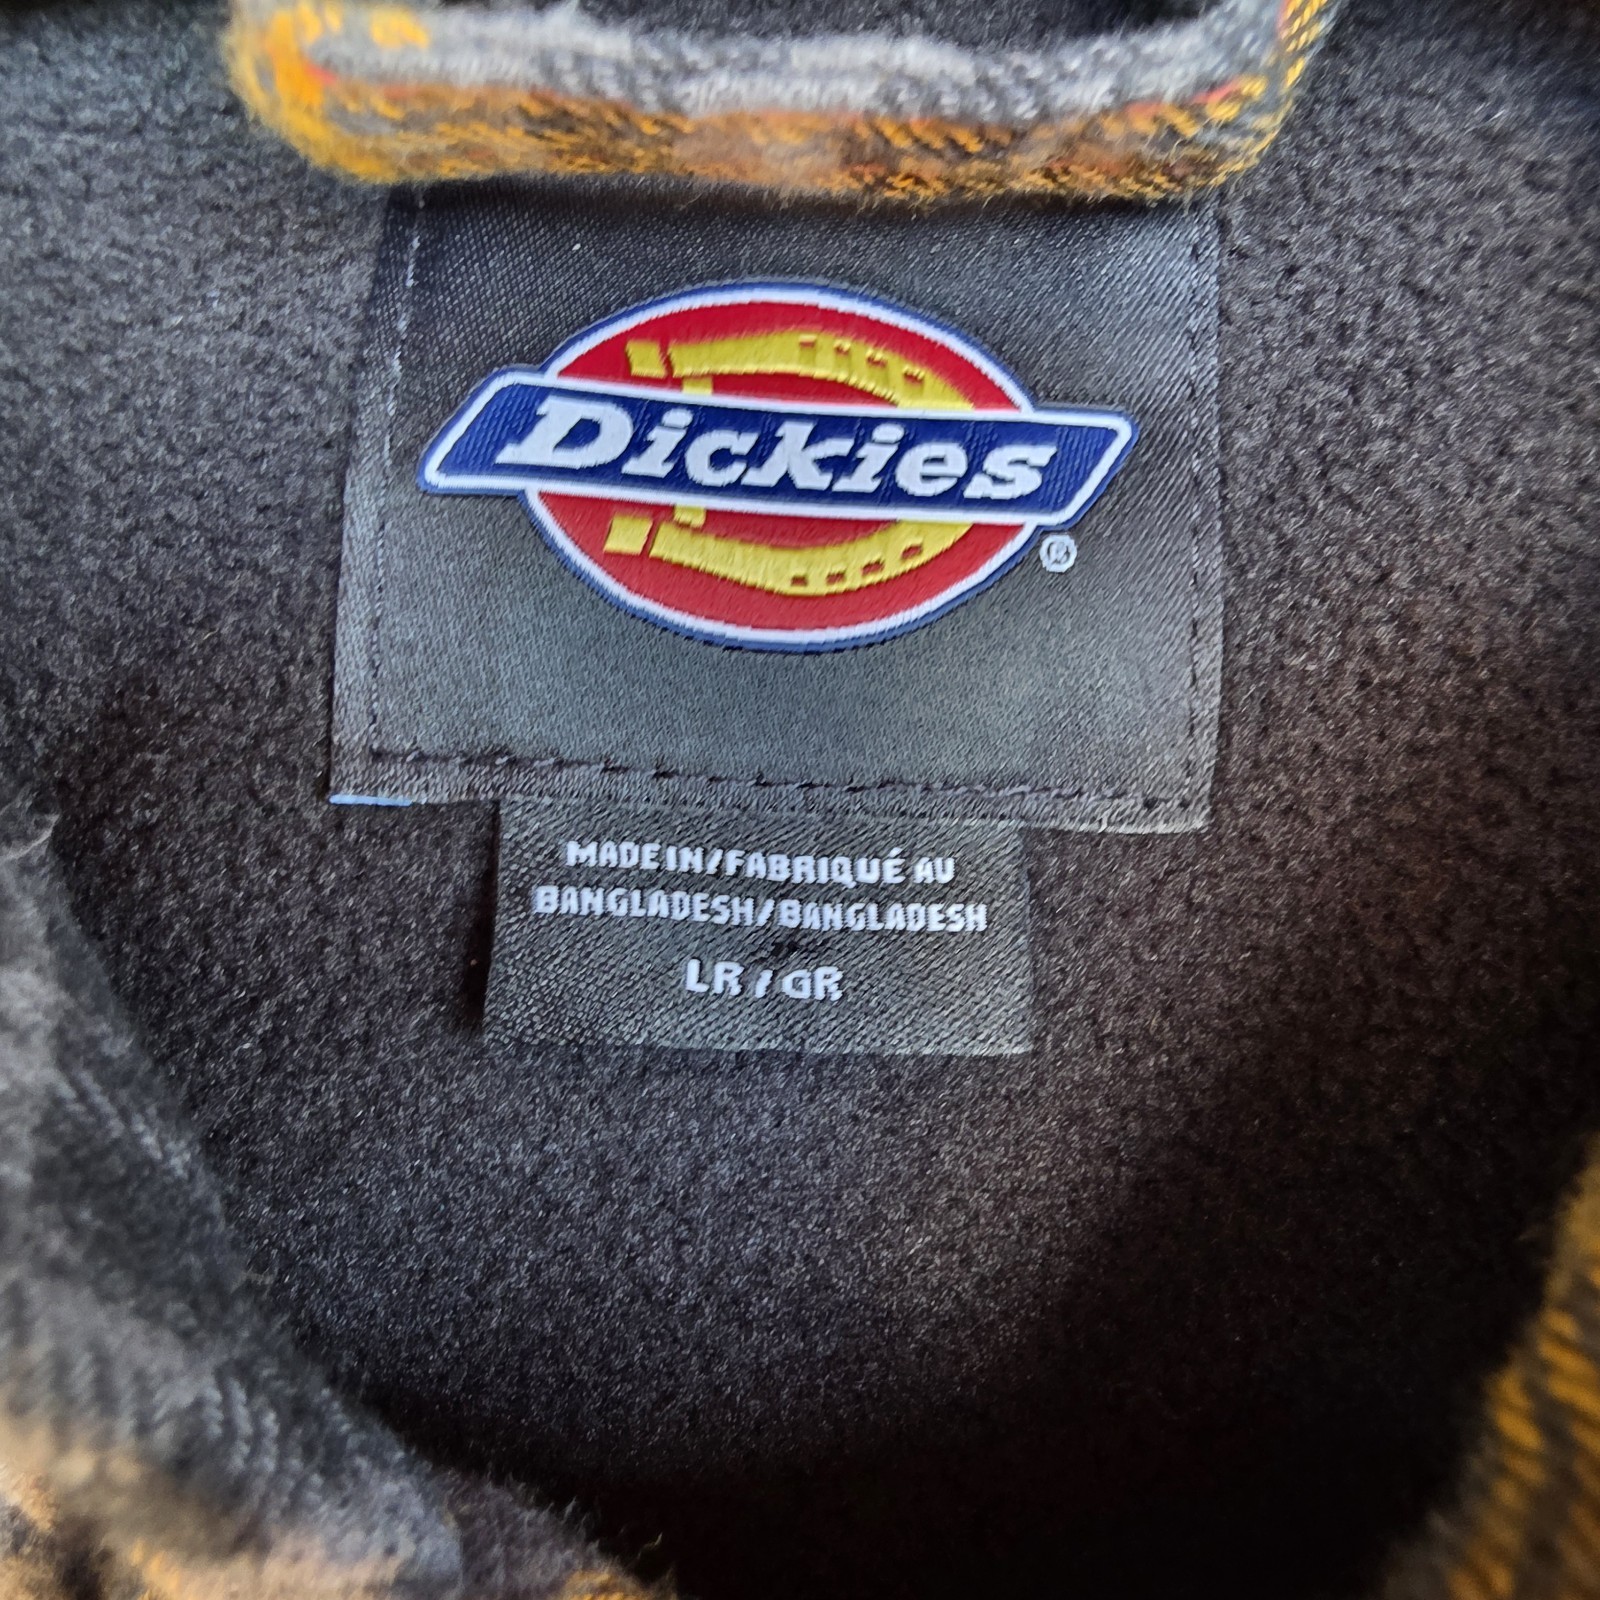 Dickies
®
MADE IN/FABRIQUÉ AU
BANGLADESH/BANGLADESH
LR / GR